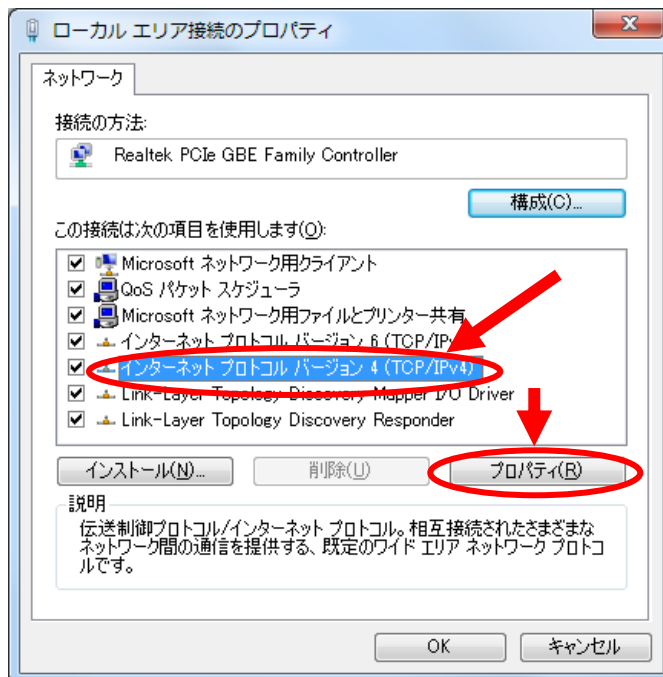 ローカル エリア接続のプロパティ
ネットワーク
接続の方法:
Realtek PCIe GBE Family Controller
構成(C)...
この接続は次の項目を使用します(O):
Microsoft ネットワーク用クライアント
QoS パケット スケジューラ
Microsoft ネットワーク用ファイルとプリンター共有
インターネット プロトコル バージョン 6 (TCP/IPv
インターネット プロトコル バージョン 4 (TCP/IPv4)
Link-Layer Topology Discovery Mapper I/O Driver
Link-Layer Topology Discovery Responder
インストール(N)...
削除(U)
プロパティ(R)
説明
伝送制御プロトコル/インターネット プロトコル。相互接続されたさまざまな
ネットワーク間の通信を提供する、既定のワイド エリア ネットワーク プロトコ
ルです。
OK
キャンセル